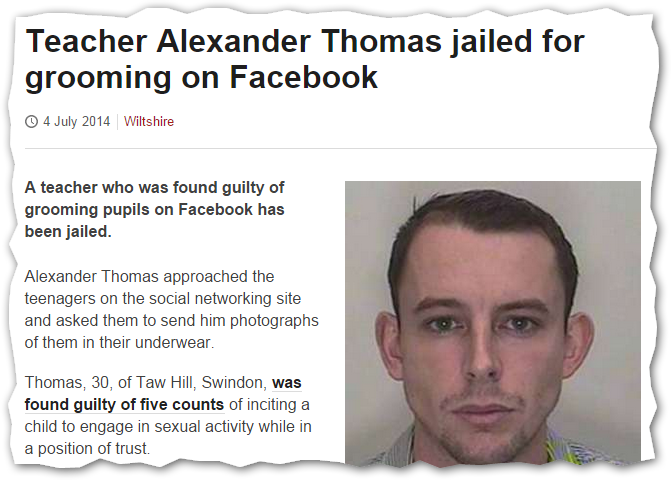 Teacher Alexander Thomas jailed for
grooming on Facebook
4 July 2014 Wiltshire
A teacher who was found guilty of
grooming pupils on Facebook has
been jailed.
Alexander Thomas approached the
teenagers on the social networking site
and asked them to send him photographs
of them in their underwear.
Thomas, 30, of Taw Hill, Swindon, was
found guilty of five counts of inciting a
child to engage in sexual activity while in
a position of trust.